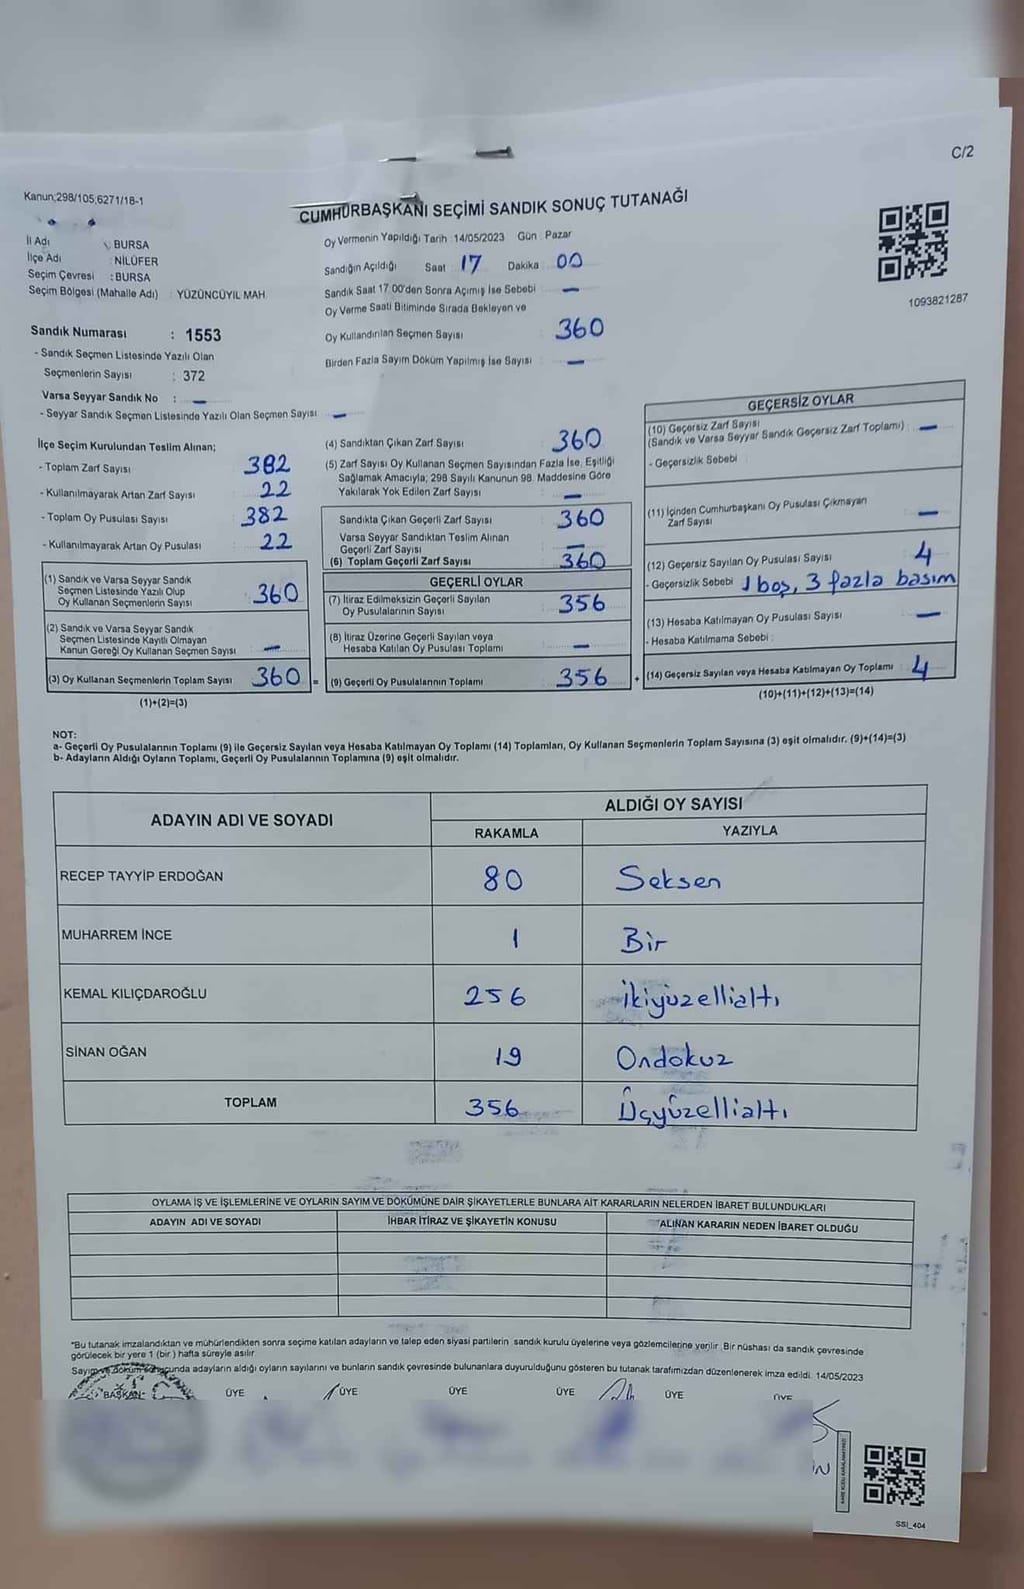 C/2
Kanun;298/105,6271/18-1
CUMHURBAŞKANI SEÇİMİ SANDIK SONUÇ TUTANAĞI
İl Adı BURSA
İlçe Adı NİLÜFER
Seçim Çevresi : BURSA
Seçim Bölgesi (Mahalle Adı) : YÜZÜNCÜYIL MAH.
Sandık Numarası : 1553
- Sandık Seçmen Listesinde Yazılı Olan
Seçmenlerin Sayısı : 372
Varsa Seyyar Sandık No : —
- Seyyar Sandık Seçmen Listesinde Yazılı Olan Seçmen Sayısı —
Oy Vermenin Yapıldığı Tarih : 14/05/2023 Gün : Pazar
Sandığın Açıldığı Saat 17 Dakika 00
Sandık Saat 17:00'den Sonra Açımış İse Sebebi —
Oy Verme Saati Bitiminde Sırada Bekleyen ve
Oy Kullandırılan Seçmen Sayısı : 360
Birden Fazla Sayım Döküm Yapılmış İse Sayısı : —
1093821287
İlçe Seçim Kurulundan Teslim Alınan;
- Toplam Zarf Sayısı : 382
- Kullanılmayarak Artan Zarf Sayısı : 22
- Toplam Oy Pusulası Sayısı : 382
- Kullanılmayarak Artan Oy Pusulası : 22
(1) Sandık ve Varsa Seyyar Sandık
Seçmen Listesinde Yazılı Olup
Oy Kullanan Seçmenlerin Sayısı : 360
(2) Sandık ve Varsa Seyyar Sandık
Seçmen Listesinde Kayıtlı Olmayan
Kanun Gereği Oy Kullanan Seçmen Sayısı : —
(3) Oy Kullanan Seçmenlerin Toplam Sayısı : 360 =
(1)+(2)=(3)
(4) Sandıktan Çıkan Zarf Sayısı : 360
(5) Zarf Sayısı Oy Kullanan Seçmen Sayısından Fazla İse, Eşitliği
Sağlamak Amacıyla; 298 Sayılı Kanunun 98. Maddesine Göre
Yakılarak Yok Edilen Zarf Sayısı : —
Sandıkta Çıkan Geçerli Zarf Sayısı : 360
Varsa Seyyar Sandıktan Teslim Alınan
Geçerli Zarf Sayısı : —
(6) Toplam Geçerli Zarf Sayısı : 360
GEÇERLİ OYLAR
(7) İtiraz Edilmeksizin Geçerli Sayılan
Oy Pusulalarının Sayısı : 356
(8) İtiraz Üzerine Geçerli Sayılan veya
Hesaba Katılan Oy Pusulası Toplamı : —
(9) Geçerli Oy Pusulalarının Toplamı : 356 +
GEÇERSİZ OYLAR
(10) Geçersiz Zarf Sayısı
(Sandık ve Varsa Seyyar Sandık Geçersiz Zarf Toplamı) : —
- Geçersizlik Sebebi :
(11) İçinden Cumhurbaşkanı Oy Pusulası Çıkmayan
Zarf Sayısı : —
(12) Geçersiz Sayılan Oy Pusulası Sayısı : 4
- Geçersizlik Sebebi 1 boş, 3 fazla basım
(13) Hesaba Katılmayan Oy Pusulası Sayısı : —
- Hesaba Katılmama Sebebi :
(14) Geçersiz Sayılan veya Hesaba Katılmayan Oy Toplamı : 4
(10)+(11)+(12)+(13)=(14)
NOT:
a- Geçerli Oy Pusulalarının Toplamı (9) ile Geçersiz Sayılan veya Hesaba Katılmayan Oy Toplamı (14) Toplamları, Oy Kullanan Seçmenlerin Toplam Sayısına (3) eşit olmalıdır. (9)+(14)=(3)
b- Adayların Aldığı Oyların Toplamı, Geçerli Oy Pusulalarının Toplamına (9) eşit olmalıdır.
ADAYIN ADI VE SOYADI
ALDIĞI OY SAYISI
RAKAMLA YAZIYLA
RECEP TAYYİP ERDOĞAN 80 Seksen
MUHARREM İNCE 1 Bir
KEMAL KILIÇDAROĞLU 256 İkiyüzellialtı
SİNAN OĞAN 19 Ondokuz
TOPLAM 356 Üçyüzellialtı
OYLAMA İŞ VE İŞLEMLERİNE VE OYLARIN SAYIM VE DÖKÜMÜNE DAİR ŞİKAYETLERLE BUNLARA AİT KARARLARIN NELERDEN İBARET BULUNDUKLARI
ADAYIN ADI VE SOYADI İHBAR İTİRAZ VE ŞİKAYETİN KONUSU ALINAN KARARIN NEDEN İBARET OLDUĞU
*Bu tutanak imzalandıktan ve mühürlendikten sonra seçime katılan adayların ve talep eden siyasi partilerin sandık kurulu üyelerine veya gözlemcilerine verilir. Bir nüshası da sandık çevresinde
görülecek bir yere 1 (bir) hafta süreyle asılır
Sayım ve döküm sonucunda adayların aldığı oyların sayılarını ve bunların sandık çevresinde bulunanlara duyurulduğunu gösteren bu tutanak tarafımızdan düzenlenerek imza edildi. 14/05/2023
BAŞKAN ÜYE ÜYE ÜYE ÜYE ÜYE ÜYE
SSI_404